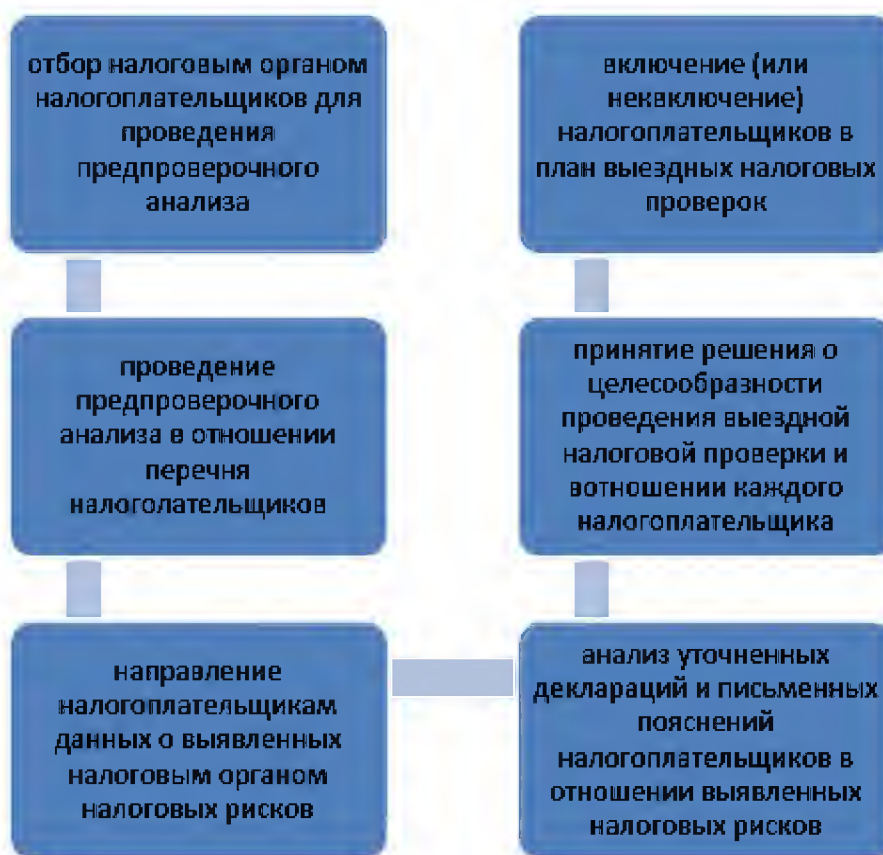 отбор налоговым органом
налогоплательщиков для
проведения
предпроверочного
анализа
проведение
предпроверочного
анализа в отношении
перечня
налоголательщиков
направление
налогоплательщикам
данных о выявленных
налоговым органом
налоговых рисков
анализ уточненных
деклараций и письменных
пояснений
налогоплательщиков в
отношении выявленных
налоговых рисков
принятие решения о
целесообразности
проведения выездной
налоговой проверки и
вотношении каждого
налогоплательщика
включение (или
неквключение)
налогоплательщиков в
план выездных налоговых
проверок